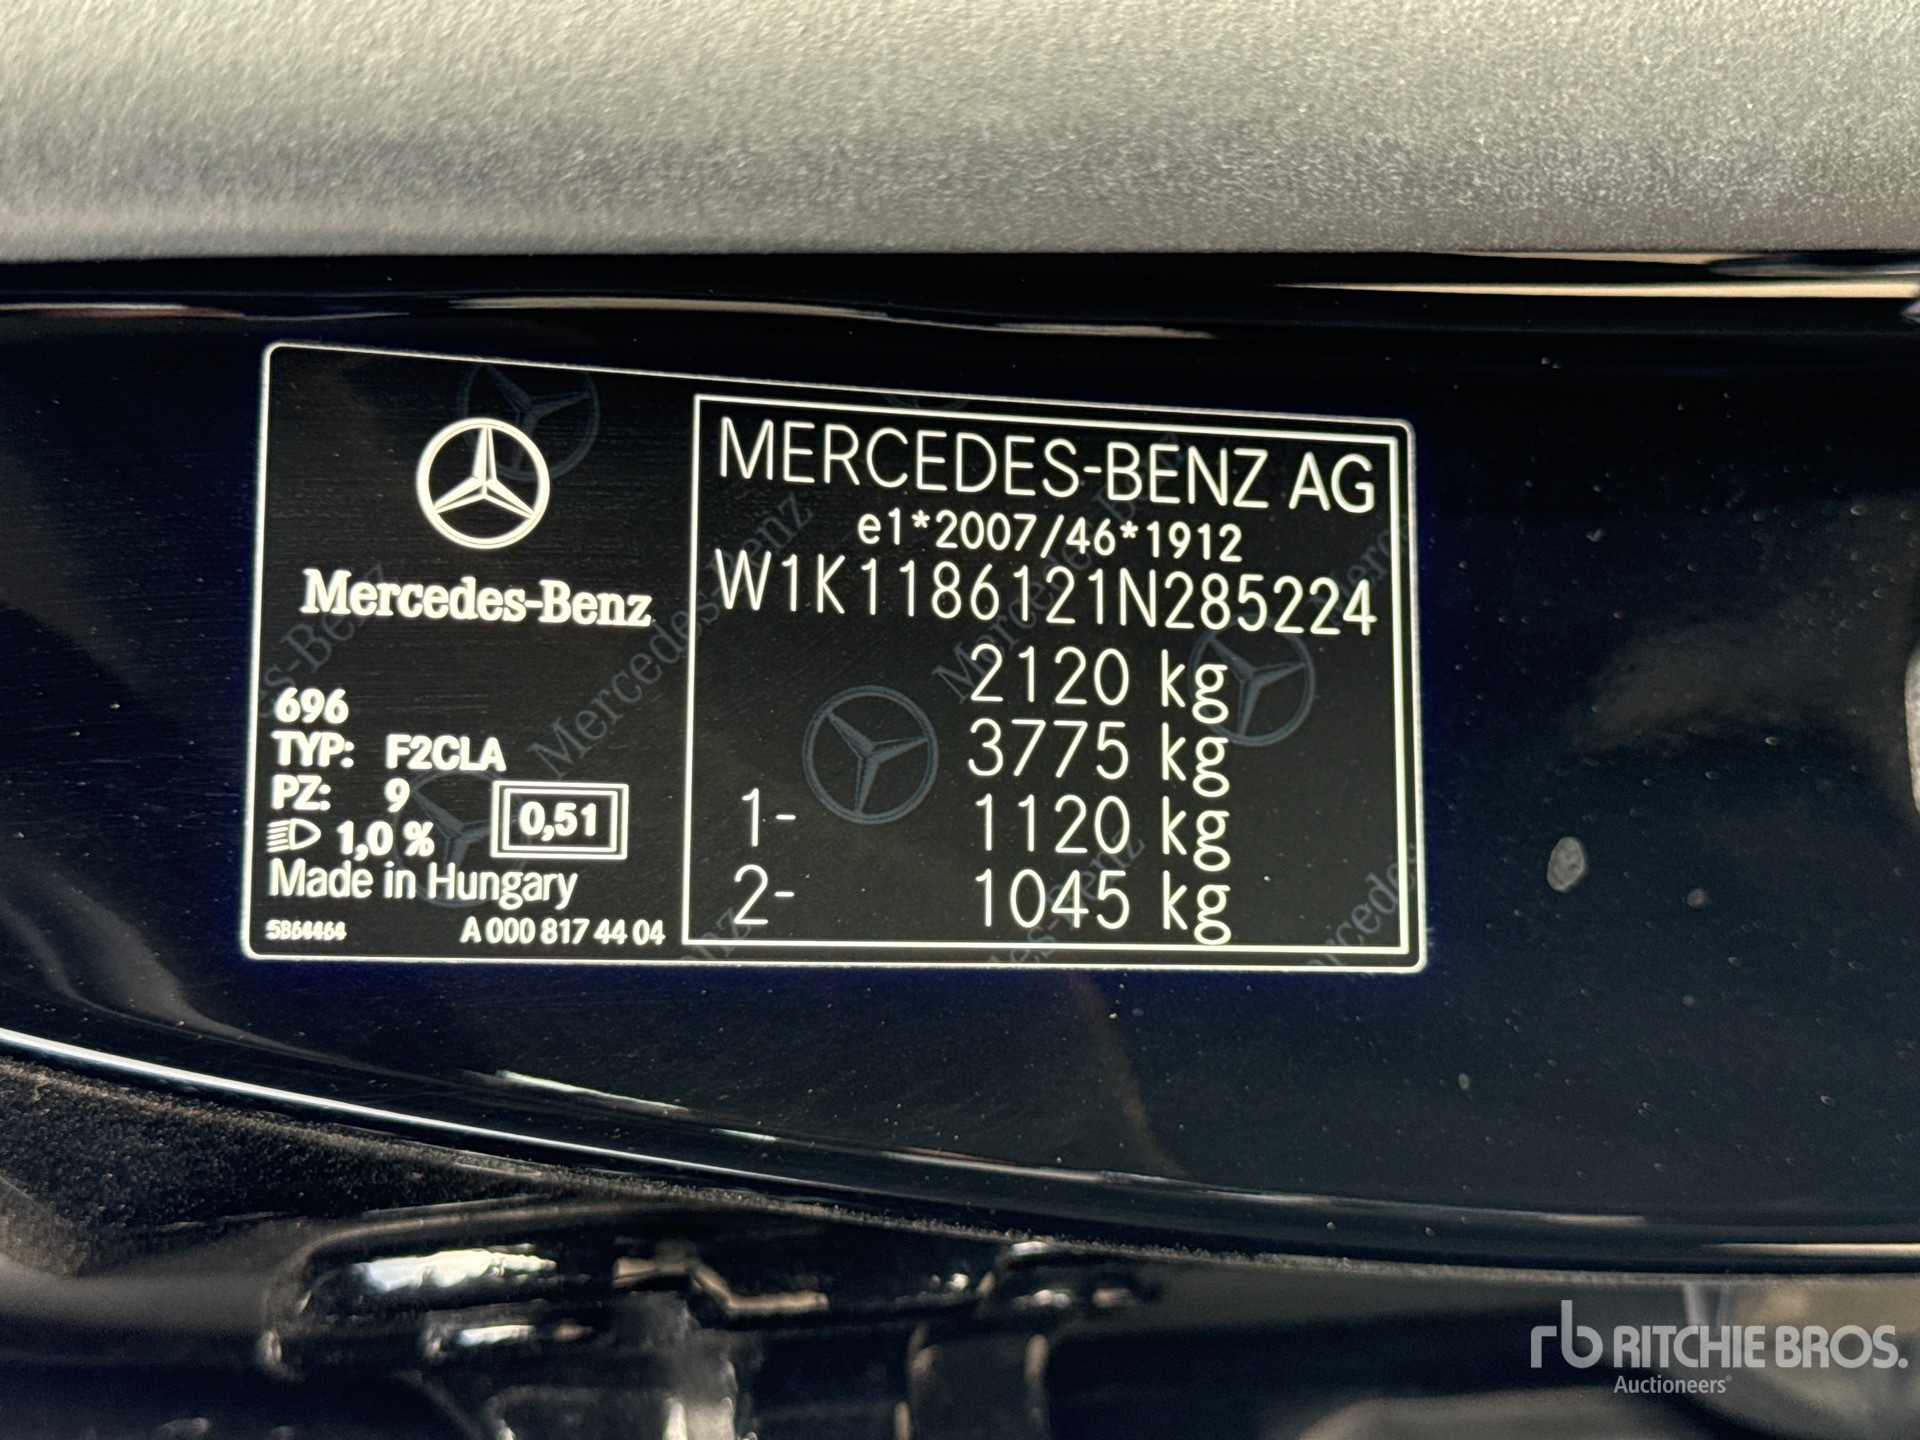 Mercedes-Benz
696
TYP: F2CLA
PZ: 9
1,0 %
0,51
Made in Hungary
5864464
A 000 817 44 04
MERCEDES-BENZ AG
e1*2007/46*1912
W1K1186121N285224
2120 kg
3775 kg
1- 1120 kg
2- 1045 kg
rb RITCHIE BROS.
Auctioneers